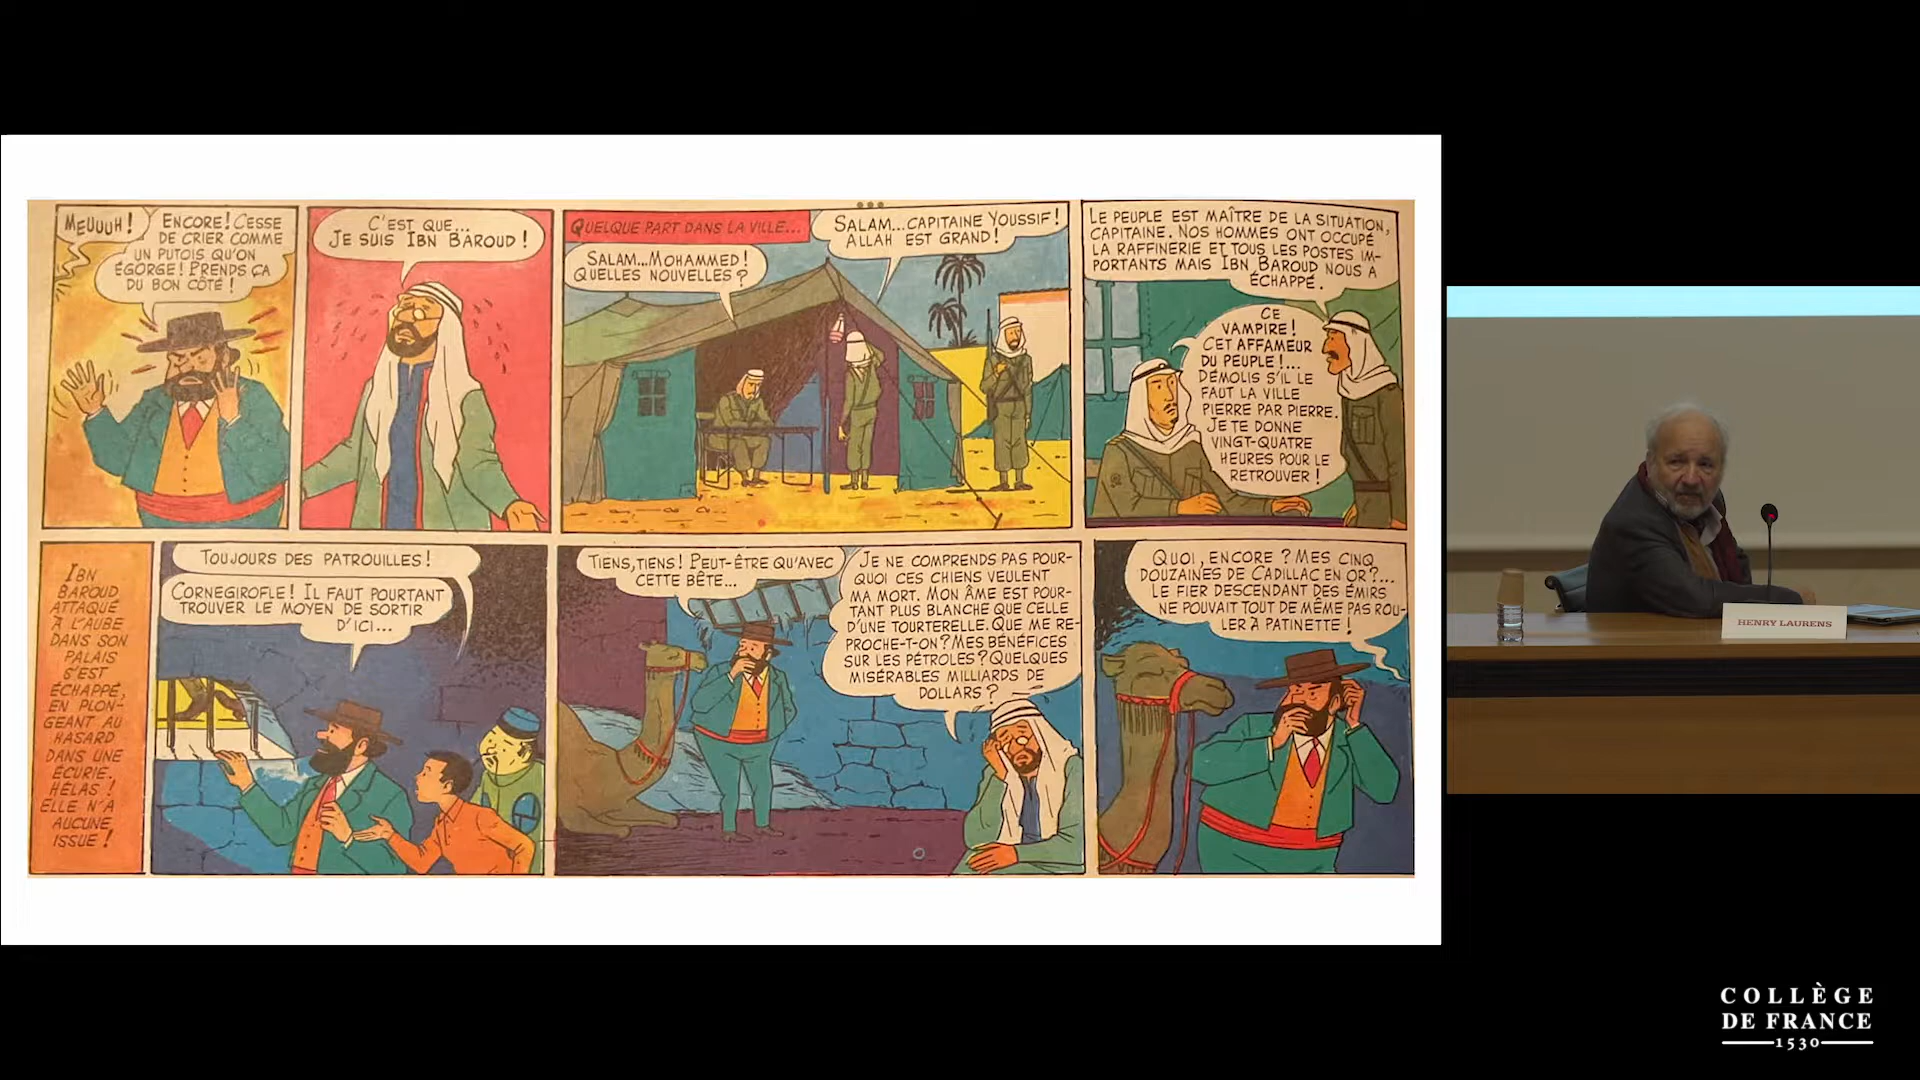 MEUUUH !
ENCORE ! CESSE
DE CRIER COMME
UN PUTOIS QU'ON
ÉGORGE ! PRENDS ÇA
DU BON CÔTÉ !
C'EST QUE...
JE SUIS IBN BAROUD !
QUELQUE PART DANS LA VILLE...
SALAM... MOHAMMED !
QUELLES NOUVELLES ?
SALAM... CAPITAINE YOUSSIF !
ALLAH EST GRAND !
LE PEUPLE EST MAÎTRE DE LA SITUATION,
CAPITAINE. NOS HOMMES ONT OCCUPÉ
LA RAFFINERIE ET TOUS LES POSTES IM-
PORTANTS MAIS IBN BAROUD NOUS A
ÉCHAPPÉ.
CE
VAMPIRE !
CET AFFAMEUR
DU PEUPLE !...
DÉMOLIS S'IL LE
FAUT LA VILLE
PIERRE PAR PIERRE.
JE TE DONNE
VINGT-QUATRE
HEURES POUR LE
RETROUVER !
IBN
BAROUD
ATTAQUÉ
À L'AUBE
DANS SON
PALAIS
S'EST
ÉCHAPPÉ,
EN PLON-
GEANT AU
HASARD
DANS UNE
ÉCURIE.
HÉLAS !
ELLE N'A
AUCUNE
ISSUE !
TOUJOURS DES PATROUILLES !
CORNEGIROFLE ! IL FAUT POURTANT
TROUVER LE MOYEN DE SORTIR
D'ICI...
TIENS, TIENS ! PEUT-ÊTRE QU'AVEC
CETTE BÊTE...
JE NE COMPRENDS PAS POUR-
QUOI CES CHIENS VEULENT
MA MORT. MON ÂME EST POUR-
TANT PLUS BLANCHE QUE CELLE
D'UNE TOURTERELLE. QUE ME RE-
PROCHE-T-ON ? MES BÉNÉFICES
SUR LES PÉTROLES ? QUELQUES
MISÉRABLES MILLIARDS DE
DOLLARS ?
QUOI, ENCORE ? MES CINQ
DOUZAINES DE CADILLAC EN OR ?...
LE FIER DESCENDANT DES ÉMIRS
NE POUVAIT TOUT DE MÊME PAS ROU-
LER À PATINETTE !
HENRY LAURENS
COLLÈGE
DE FRANCE
1530